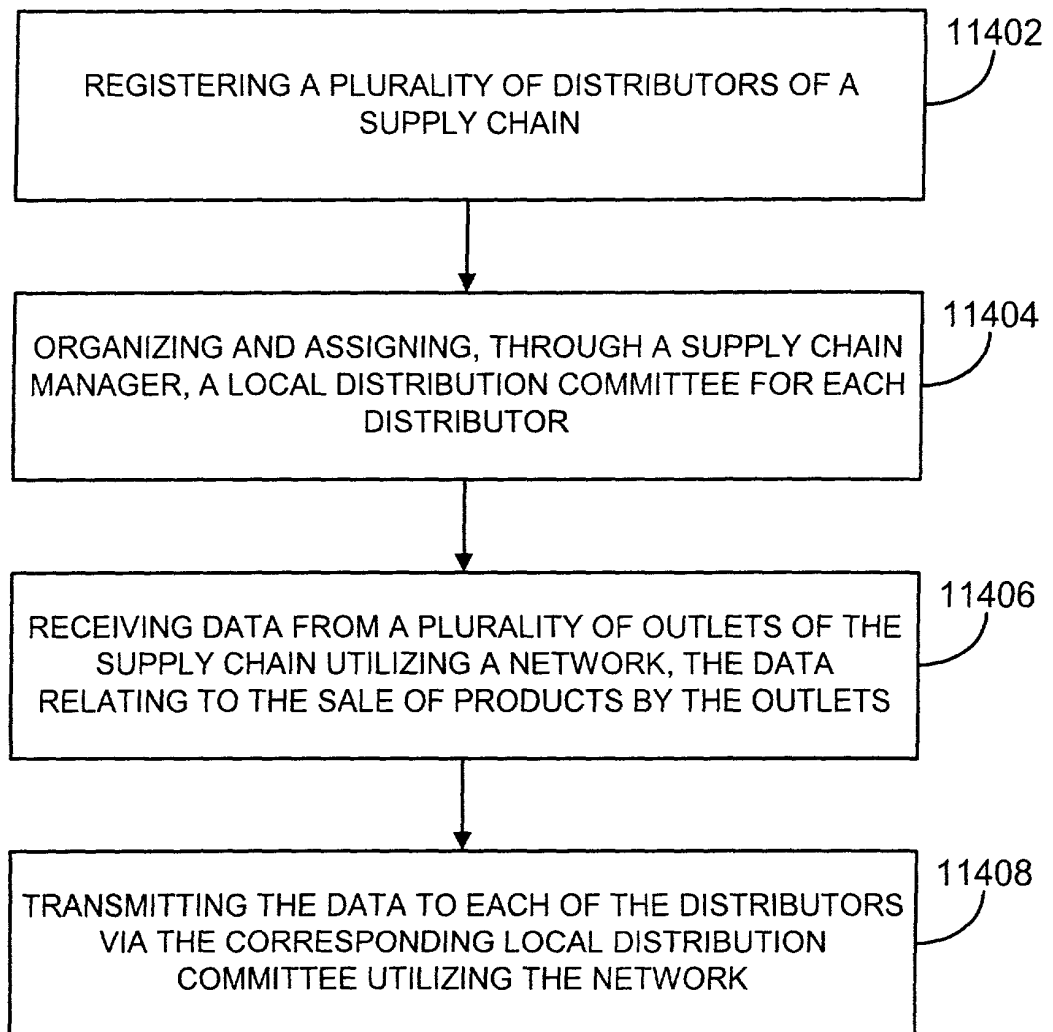 11402
REGISTERING A PLURALITY OF DISTRIBUTORS OF A
SUPPLY CHAIN
11404
ORGANIZING AND ASSIGNING, THROUGH A SUPPLY CHAIN
MANAGER, A LOCAL DISTRIBUTION COMMITTEE FOR EACH
DISTRIBUTOR
11406
RECEIVING DATA FROM A PLURALITY OF OUTLETS OF THE
SUPPLY CHAIN UTILIZING A NETWORK, THE DATA
RELATING TO THE SALE OF PRODUCTS BY THE OUTLETS
11408
TRANSMITTING THE DATA TO EACH OF THE DISTRIBUTORS
VIA THE CORRESPONDING LOCAL DISTRIBUTION
COMMITTEE UTILIZING THE NETWORK